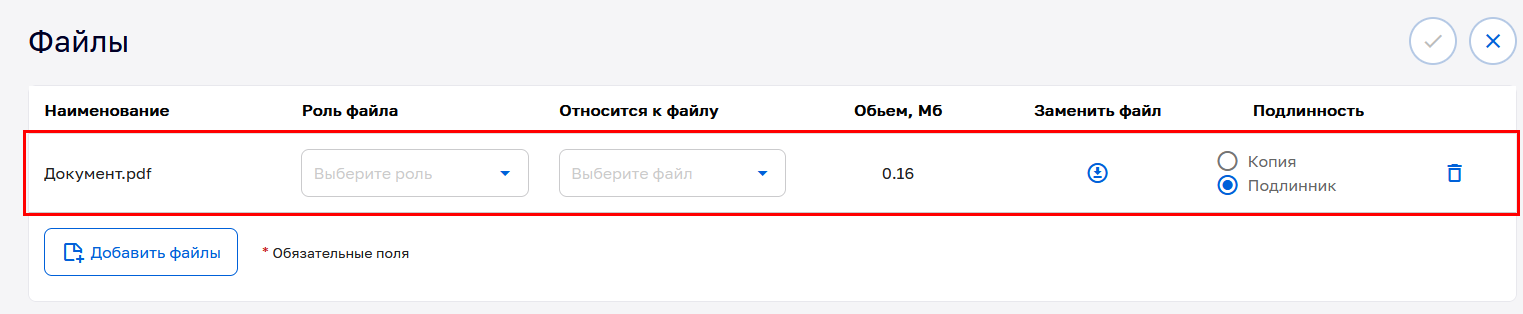 Файлы
Наименование Роль файла Относится к файлу Обьем, Мб Заменить файл Подлинность
Документ.pdf Выберите роль Выберите файл 0.16 Копия
Подлинник
Добавить файлы * Обязательные поля